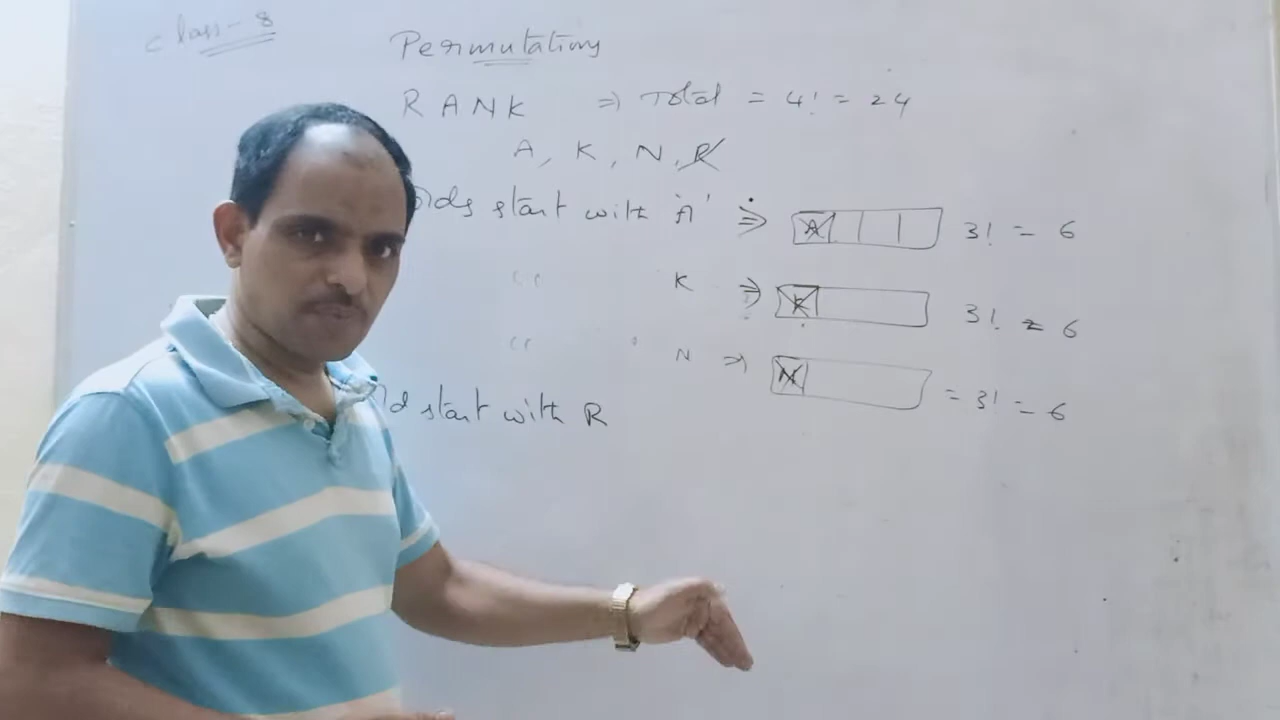 class-8
Permutations
RANK ⇒ Total = 4! = 24
A, K, N, R
ords start with 'A' ⇒ A 3! = 6
" K ⇒ K 3! = 6
" N ⇒ N = 3! = 6
d start with R